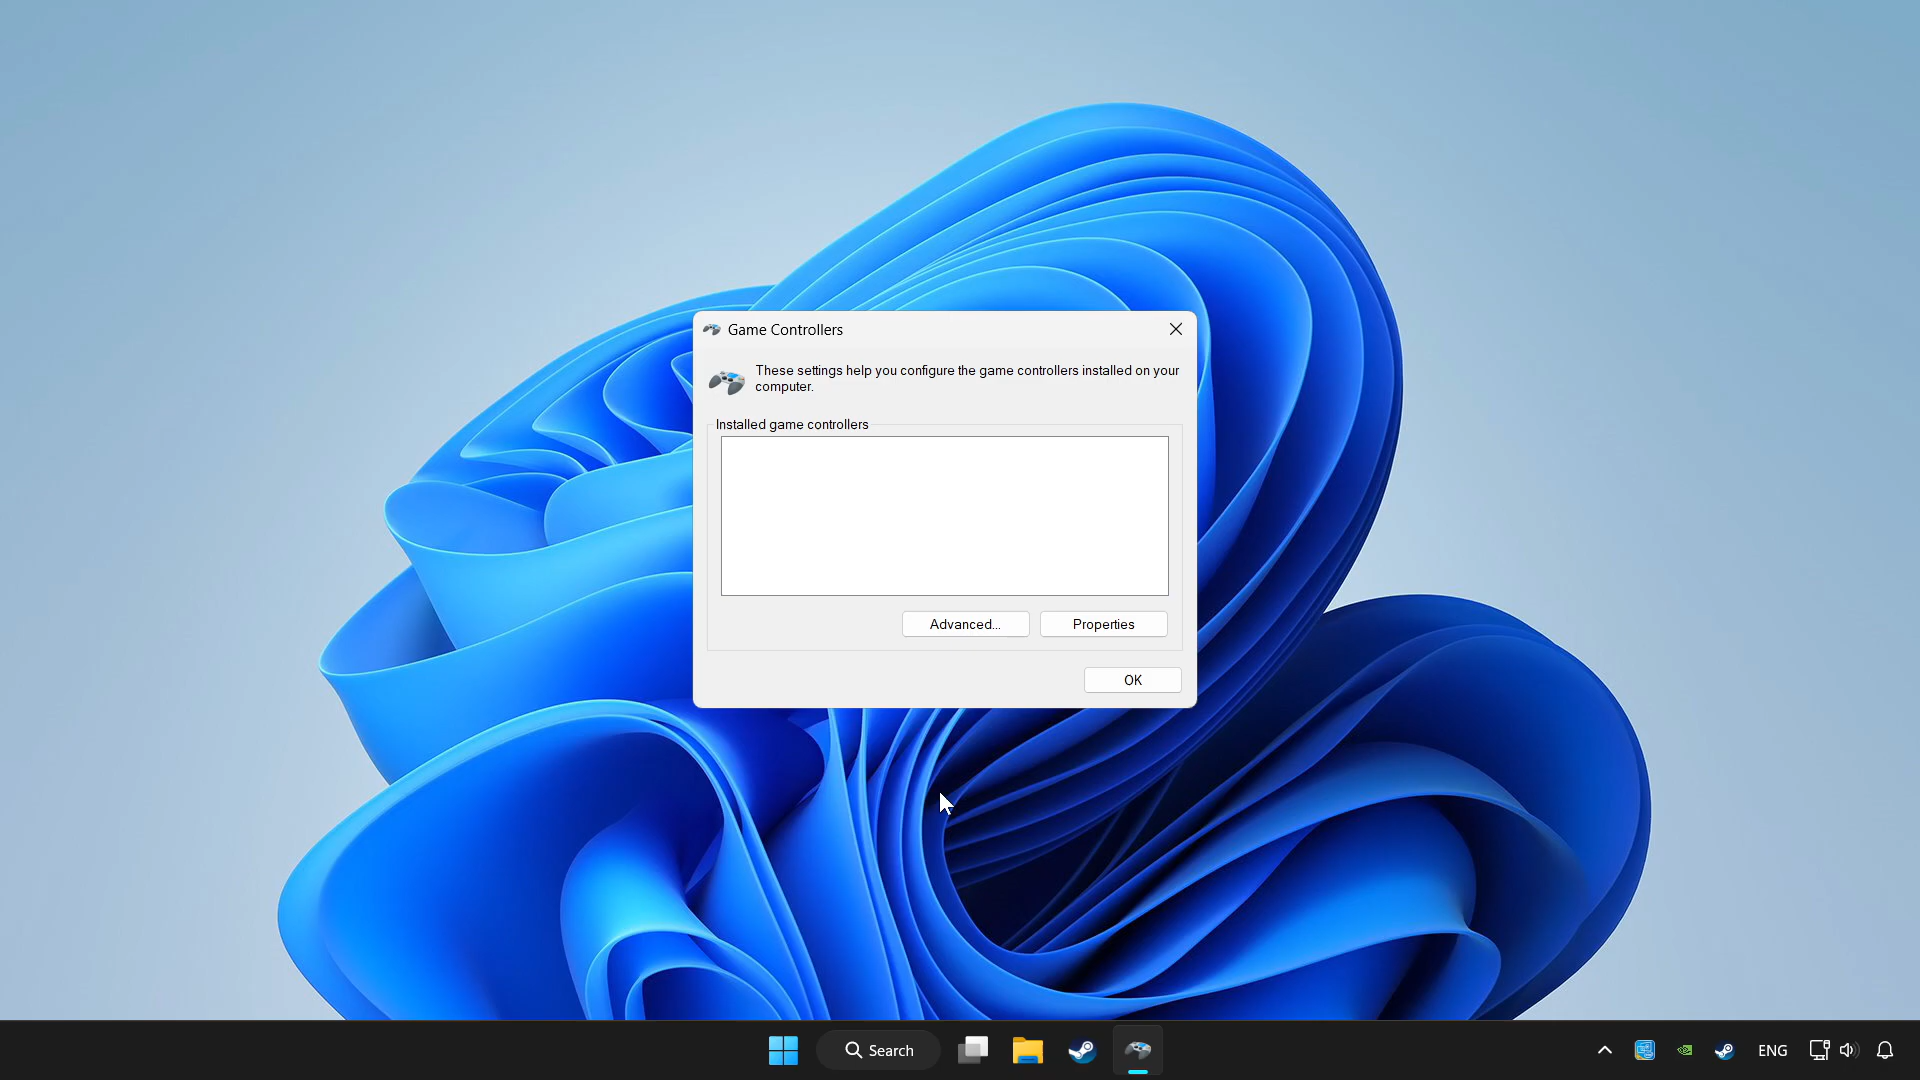 Game Controllers
These settings help you configure the game controllers installed on your
computer.
Installed game controllers
Advanced...
Properties
OK
Search
ENG